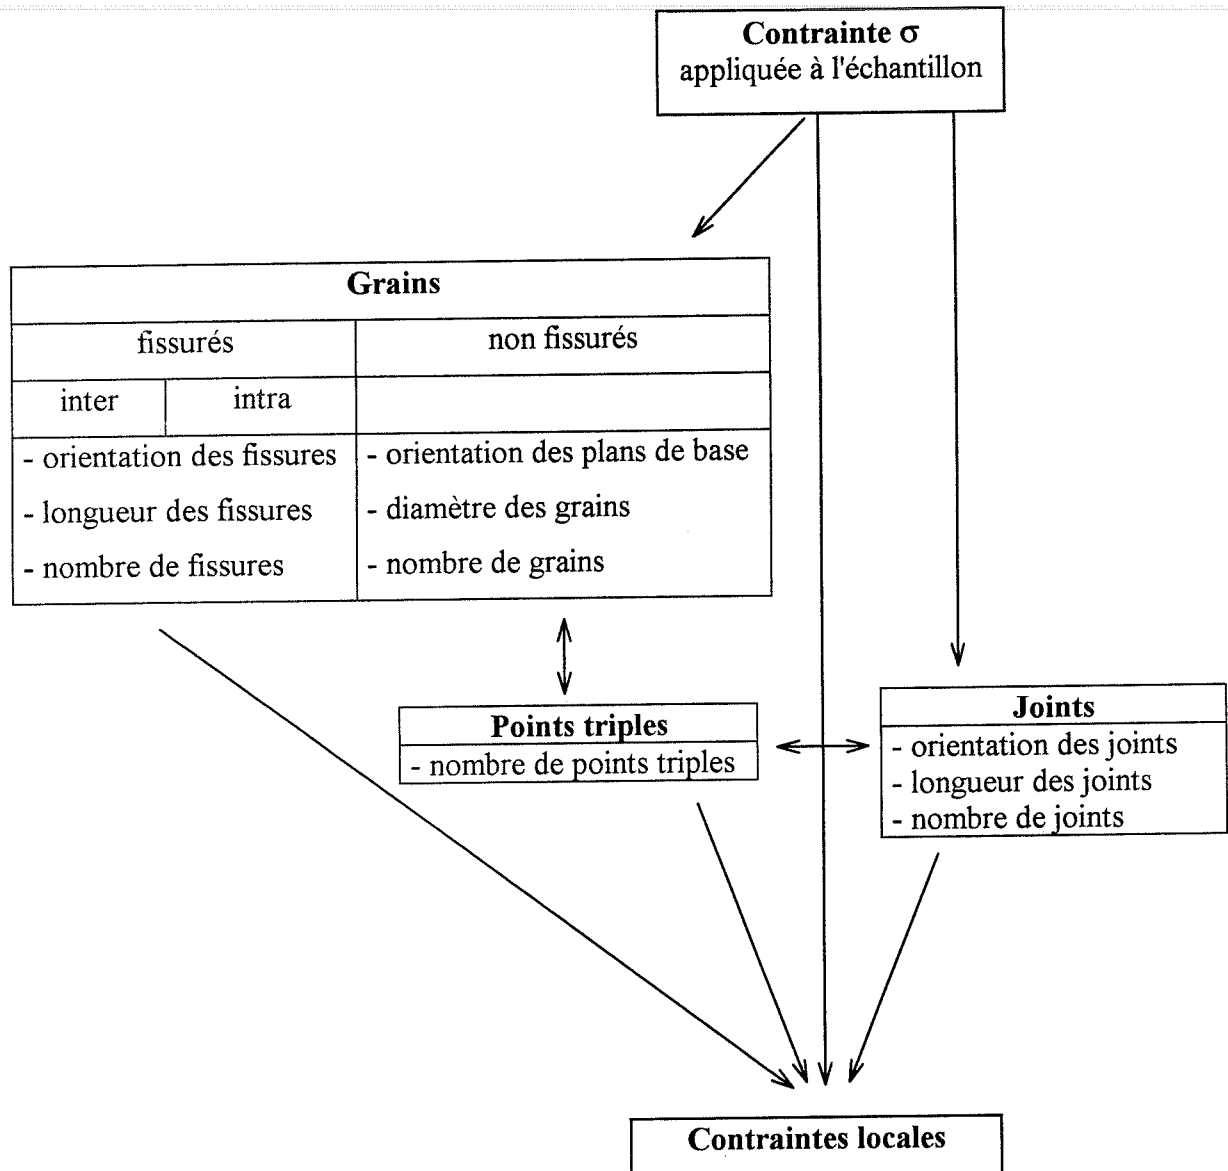 Contrainte σ
appliquée à l'échantillon
Grains
fissurés
non fissurés
inter
intra
- orientation des fissures
- longueur des fissures
- nombre de fissures
- orientation des plans de base
- diamètre des grains
- nombre de grains
Points triples
- nombre de points triples
Joints
- orientation des joints
- longueur des joints
- nombre de joints
Contraintes locales